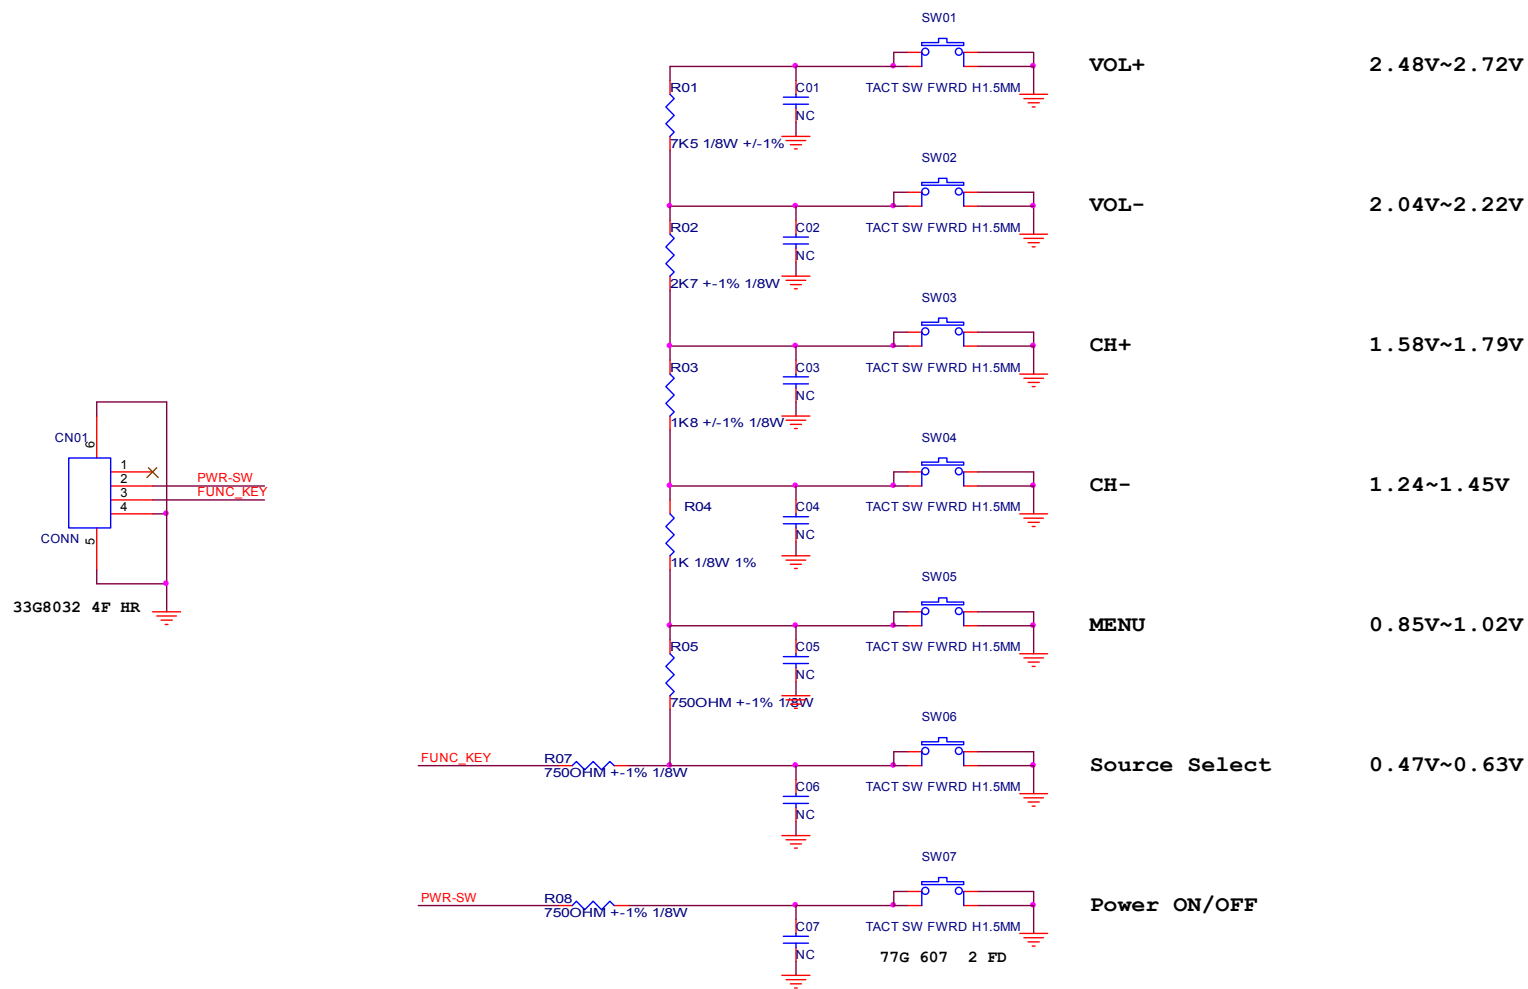 SW01
VOL+ 2.48V~2.72V
R01 C01 TACT SW FWRD H1.5MM
NC
7K5 1/8W +/-1%
SW02
VOL- 2.04V~2.22V
R02 C02 TACT SW FWRD H1.5MM
NC
2K7 +-1% 1/8W
SW03
CH+ 1.58V~1.79V
R03 C03 TACT SW FWRD H1.5MM
NC
1K8 +/-1% 1/8W
CN01
6
1
2 PWR-SW
3 FUNC_KEY
4
CONN 5
33G8032 4F HR
SW04
CH- 1.24~1.45V
R04 C04 TACT SW FWRD H1.5MM
NC
1K 1/8W 1%
SW05
MENU 0.85V~1.02V
R05 C05 TACT SW FWRD H1.5MM
NC
750OHM +-1% 1/8W
SW06
FUNC_KEY R07 Source Select 0.47V~0.63V
750OHM +-1% 1/8W
C06 TACT SW FWRD H1.5MM
NC
SW07
PWR-SW R08 Power ON/OFF
750OHM +-1% 1/8W
C07 TACT SW FWRD H1.5MM
NC
77G 607 2 FD